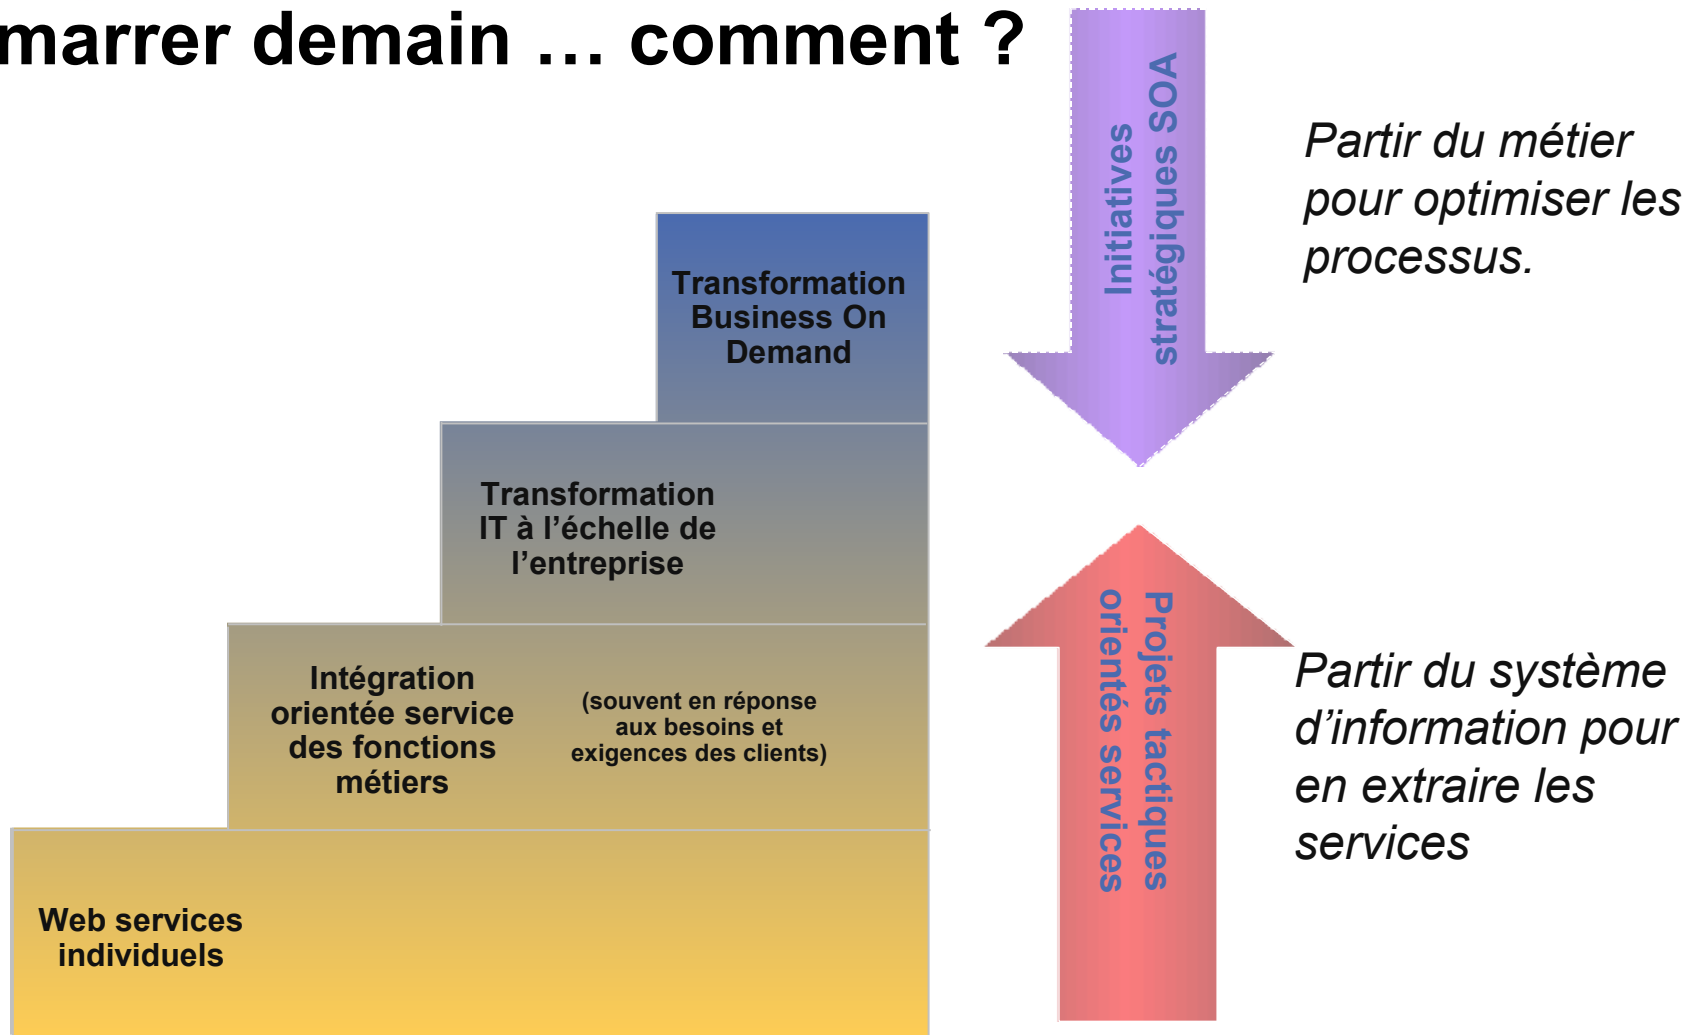 marrer demain … comment ?
Initiatives
stratégiques SOA
Partir du métier
pour optimiser les
processus.
Transformation
Business On
Demand
Transformation
IT à l’échelle de
l’entreprise
Intégration
orientée service
des fonctions
métiers
(souvent en réponse
aux besoins et
exigences des clients)
Projets tactiques
orientés services
Partir du système
d’information pour
en extraire les
services
Web services
individuels